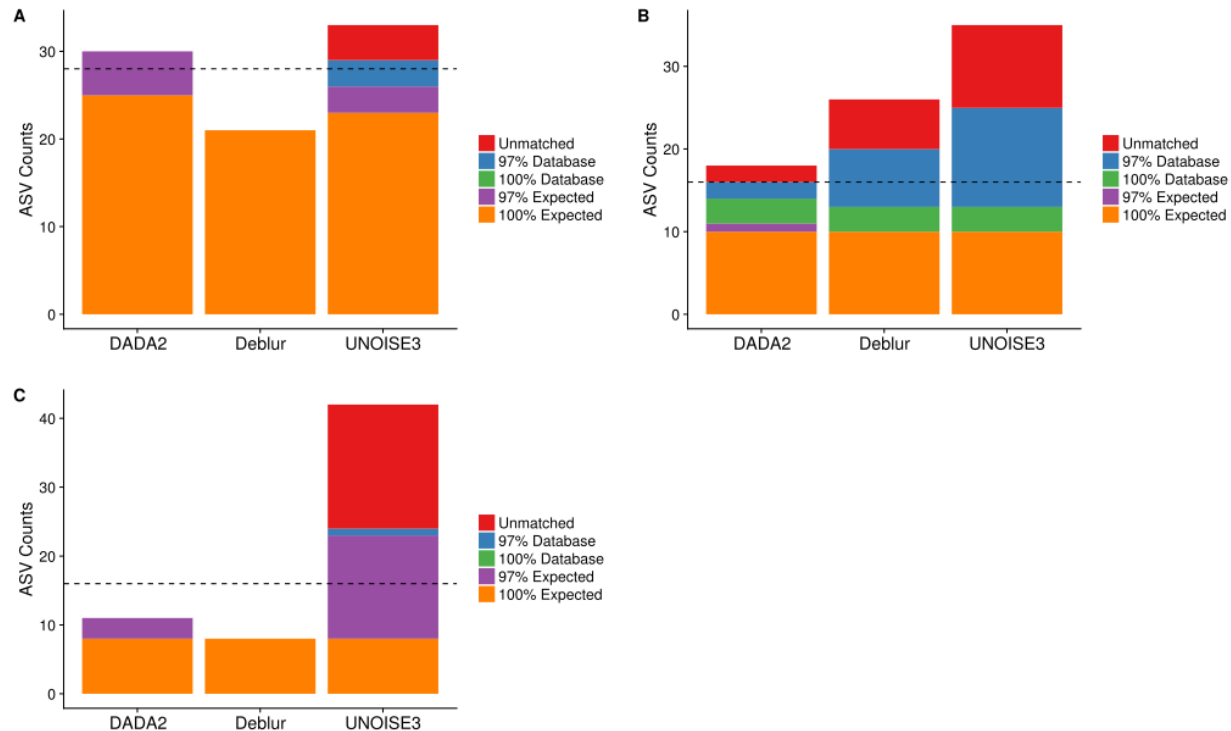 A
ASV Counts
30
20
10
0
DADA2 Deblur UNOISE3
Unmatched
97% Database
100% Database
97% Expected
100% Expected
B
ASV Counts
30
20
10
0
DADA2 Deblur UNOISE3
Unmatched
97% Database
100% Database
97% Expected
100% Expected
C
ASV Counts
40
30
20
10
0
DADA2 Deblur UNOISE3
Unmatched
97% Database
100% Database
97% Expected
100% Expected